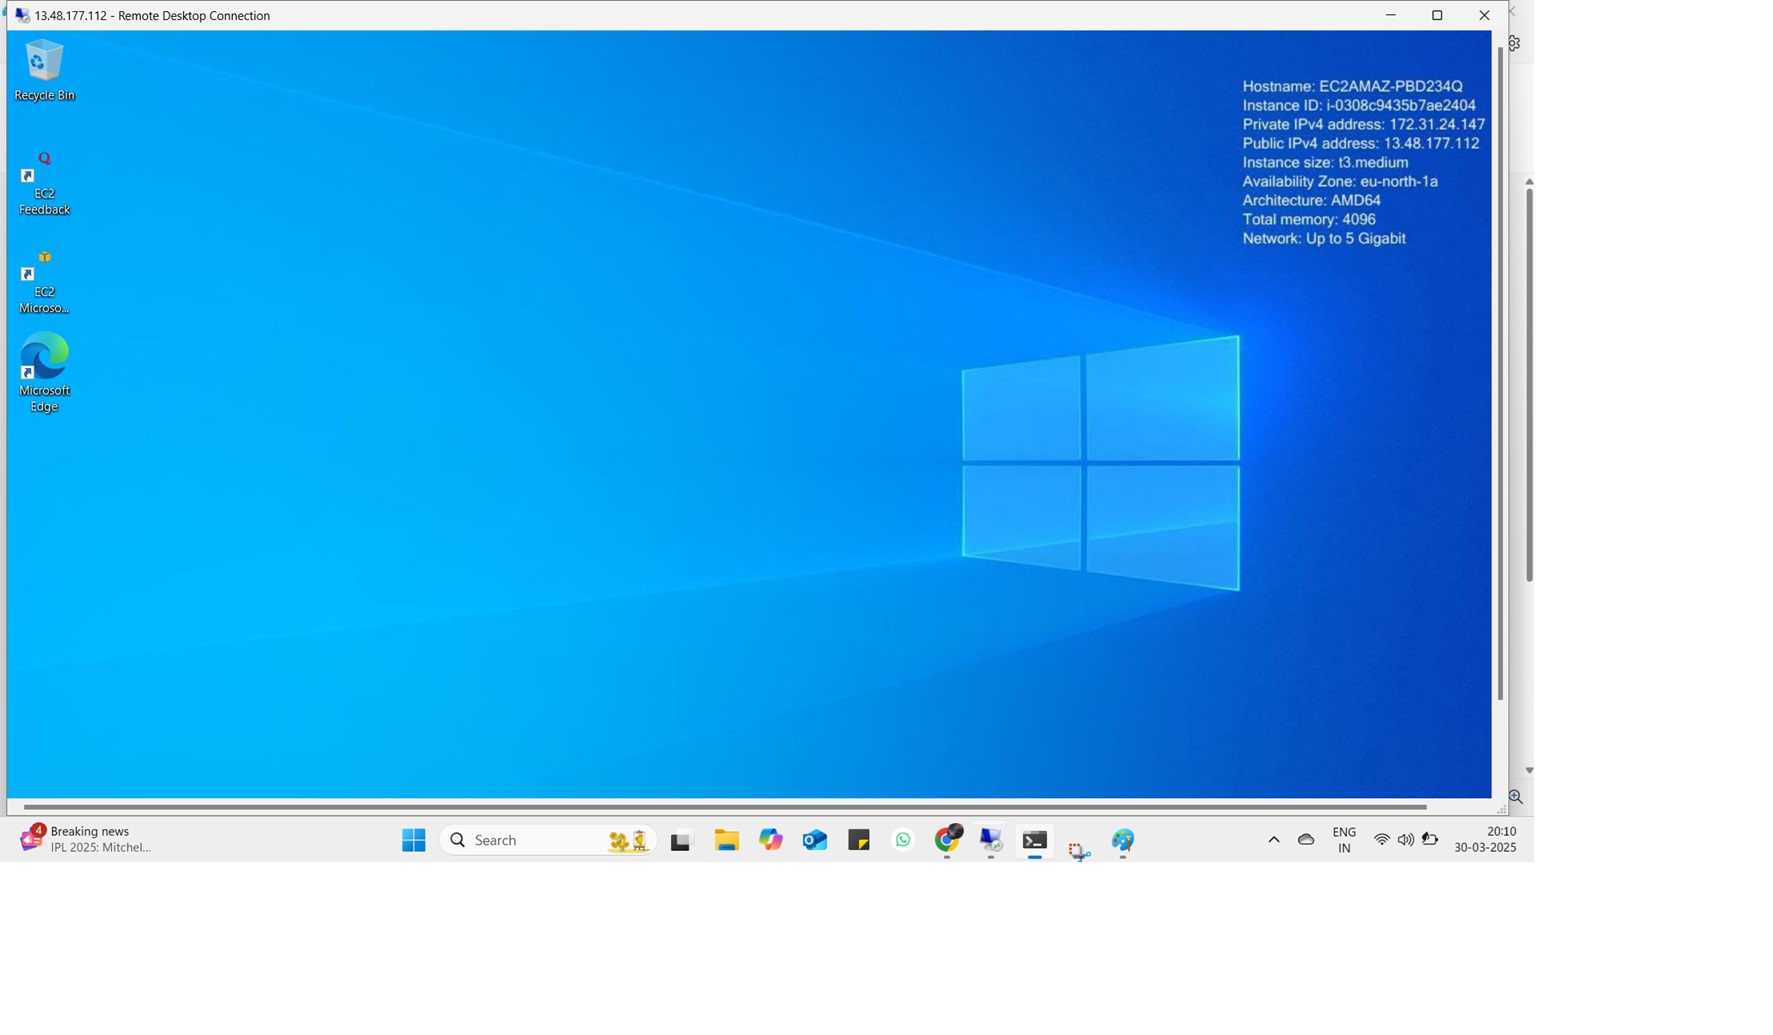 13.48.177.112 - Remote Desktop Connection
Recycle Bin
EC2
Feedback
EC2
Microso...
Microsoft
Edge
Hostname: EC2AMAZ-PBD234Q
Instance ID: i-0308c9435b7ae2404
Private IPv4 address: 172.31.24.147
Public IPv4 address: 13.48.177.112
Instance size: t3.medium
Availability Zone: eu-north-1a
Architecture: AMD64
Total memory: 4096
Network: Up to 5 Gigabit
4
Breaking news
IPL 2025: Mitchel...
Search
ENG
IN
20:10
30-03-2025